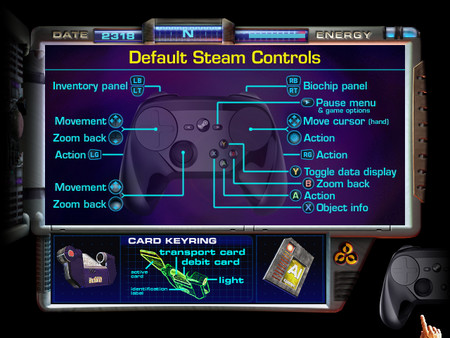 DATE 2318 N ENERGY
Default Steam Controls
Inventory panel LB LT
RB RT Biochip panel
Pause menu
& game options
Movement
Move cursor (hand)
Zoom back
Action
Action LG
RG Action
Y Toggle data display
Movement
B Zoom back
A Action
Zoom back
X Object info
CARD KEYRING
transport card
debit card
active
card
light
identification
label
AI